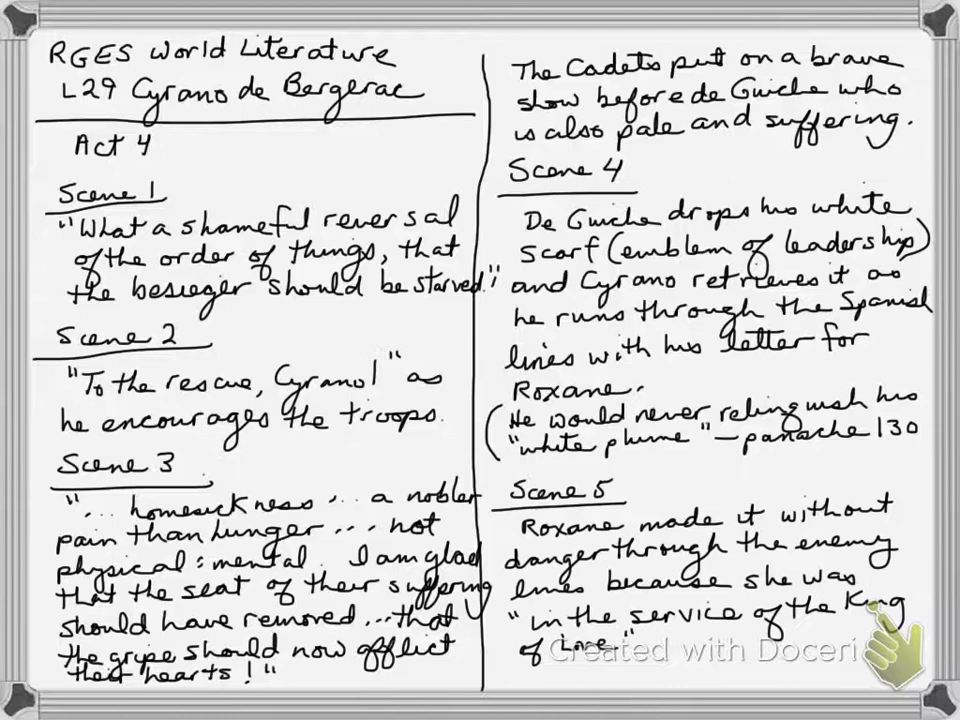 RGES World Literature
L29 Cyrano de Bergerac
Act 4
Scene 1
"What a shameful reversal
of the order of things, that
the besieger should be starved!"
Scene 2
"To the rescue, Cyrano!" as
he encourages the troops.
Scene 3
"... homesickness ... a nobler
pain than hunger ... not
physical : mental. I am glad
that the seat of their suffering
should have removed ... that
the gripe should now afflict
their hearts!"
The Cadets put on a brave
show before de Guiche who
is also pale and suffering.
Scene 4
De Guiche drops his white
scarf (emblem of leadership)
and Cyrano retrieves it as
he runs through the Spanish
lines with his letter for
Roxane.
(He would never relinquish his
"white plume" - panache 130
Scene 5
Roxane made it without
danger through the enemy
lines because she was
"in the service of the King
of Love"
Created with Doceri